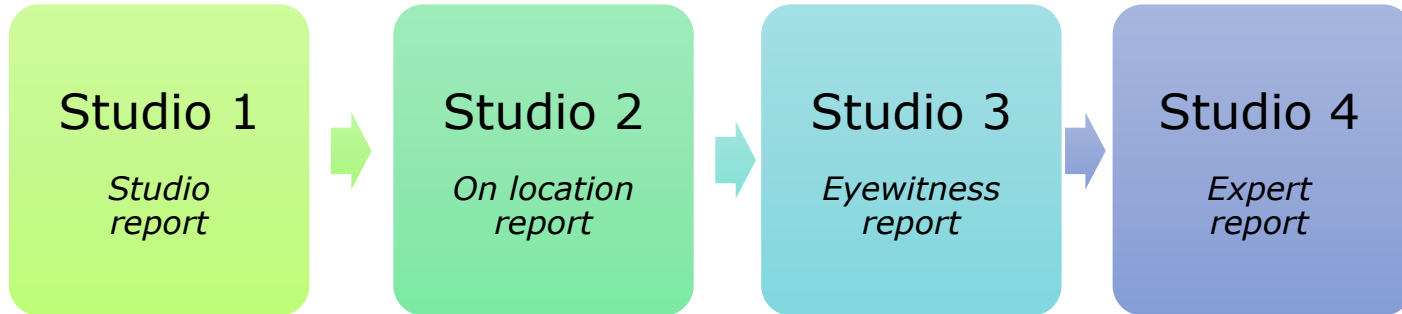 Studio 1
Studio
report
Studio 2
On location
report
Studio 3
Eyewitness
report
Studio 4
Expert
report